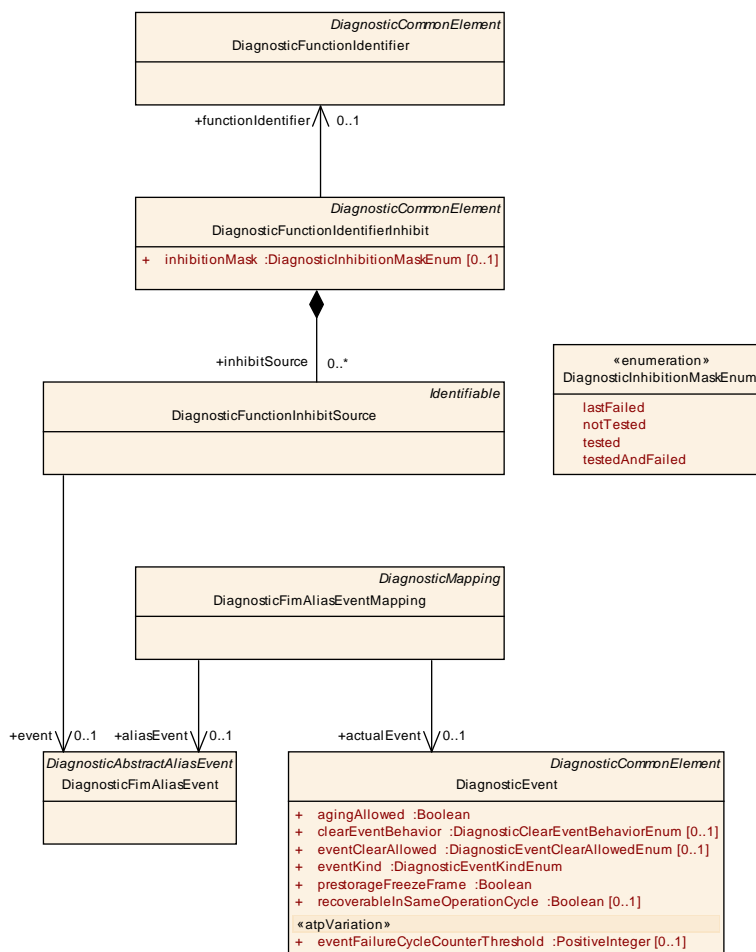 DiagnosticCommonElement
DiagnosticFunctionIdentifier
+functionIdentifier 0..1
DiagnosticCommonElement
DiagnosticFunctionIdentifierInhibit
+ inhibitionMask :DiagnosticInhibitionMaskEnum [0..1]
+inhibitSource 0..*
«enumeration»
DiagnosticInhibitionMaskEnum
lastFailed
notTested
tested
testedAndFailed
Identifiable
DiagnosticFunctionInhibitSource
DiagnosticMapping
DiagnosticFimAliasEventMapping
+event 0..1 +aliasEvent 0..1 +actualEvent 0..1
DiagnosticAbstractAliasEvent
DiagnosticFimAliasEvent
DiagnosticCommonElement
DiagnosticEvent
+ agingAllowed :Boolean
+ clearEventBehavior :DiagnosticClearEventBehaviorEnum [0..1]
+ eventClearAllowed :DiagnosticEventClearAllowedEnum [0..1]
+ eventKind :DiagnosticEventKindEnum
+ prestorageFreezeFrame :Boolean
+ recoverableInSameOperationCycle :Boolean [0..1]
«atpVariation»
+ eventFailureCycleCounterThreshold :PositiveInteger [0..1]